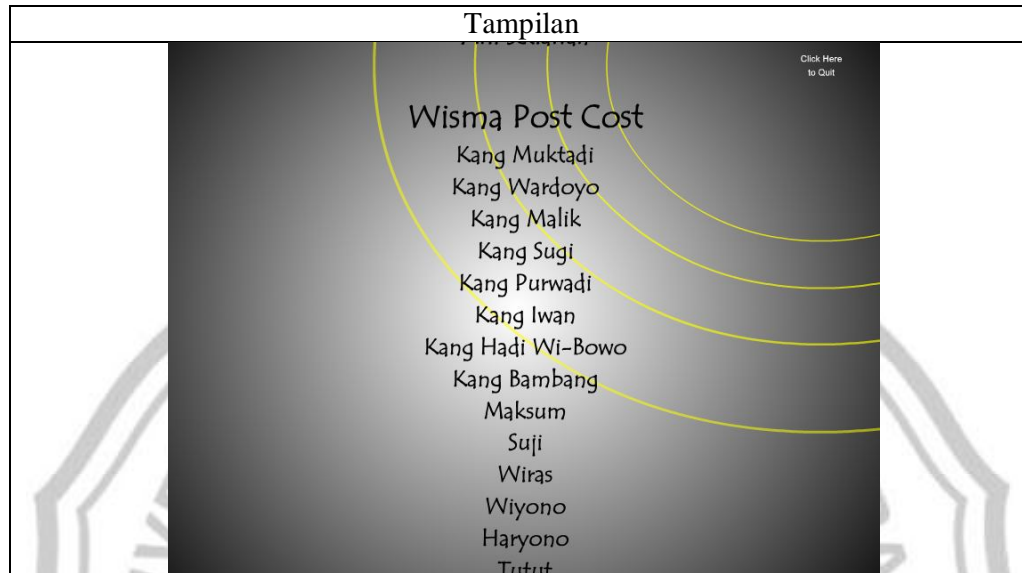 Tampilan
Click Here
to Quit
Wisma Post Cost
Kang Muktadi
Kang Wardoyo
Kang Malik
Kang Sugi
Kang Purwadi
Kang Iwan
Kang Hadi Wi-Bowo
Kang Bambang
Maksum
Suji
Wiras
Wiyono
Haryono
Tutut